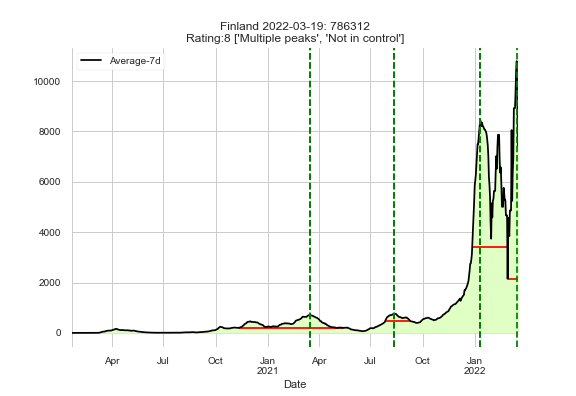 Finland 2022-03-19: 786312
Rating:8 ['Multiple peaks', 'Not in control']
Average-7d
10000
8000
6000
4000
2000
0
Apr
Jul
Oct
Jan
2021
Apr
Jul
Oct
Jan
2022
Date